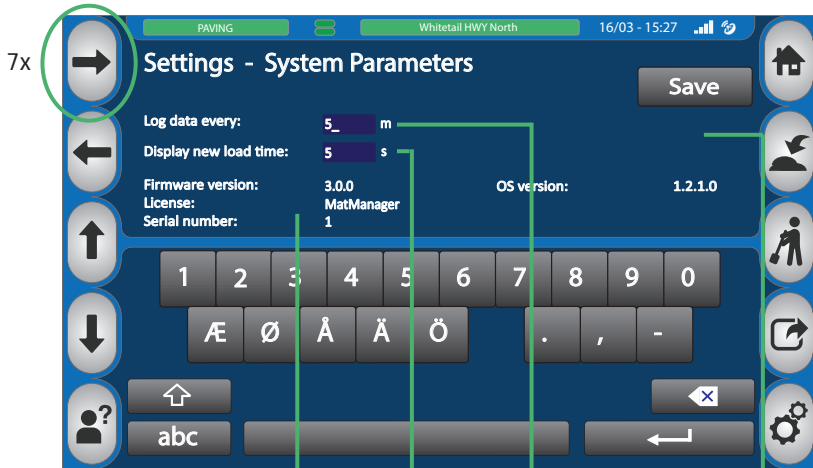 PAVING
Whitetail HWY North
16/03 - 15:27
7x
Settings - System Parameters
Save
Log data every: 5_ m
Display new load time: 5 s
Firmware version: 3.0.0 OS version: 1.2.1.0
License: MatManager
Serial number: 1
1 2 3 4 5 6 7 8 9 0
Æ Ø Å Ä Ö . , -
?
abc